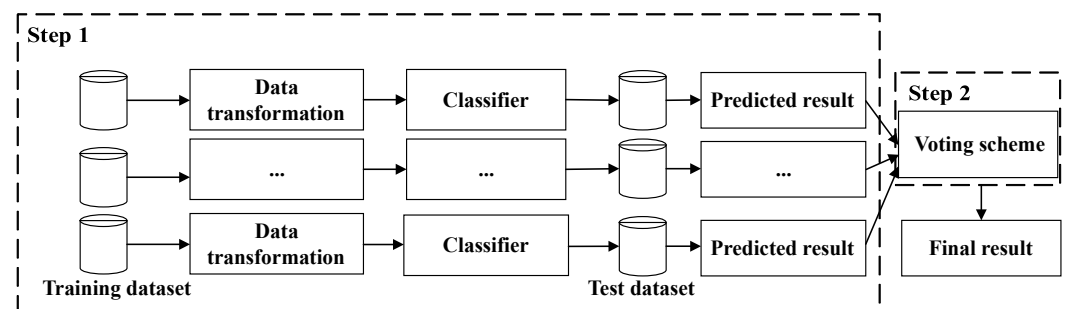 Step 1
Data
transformation
Classifier
Predicted result
Step 2
Voting scheme
...
...
...
Data
transformation
Classifier
Predicted result
Final result
Training dataset
Test dataset